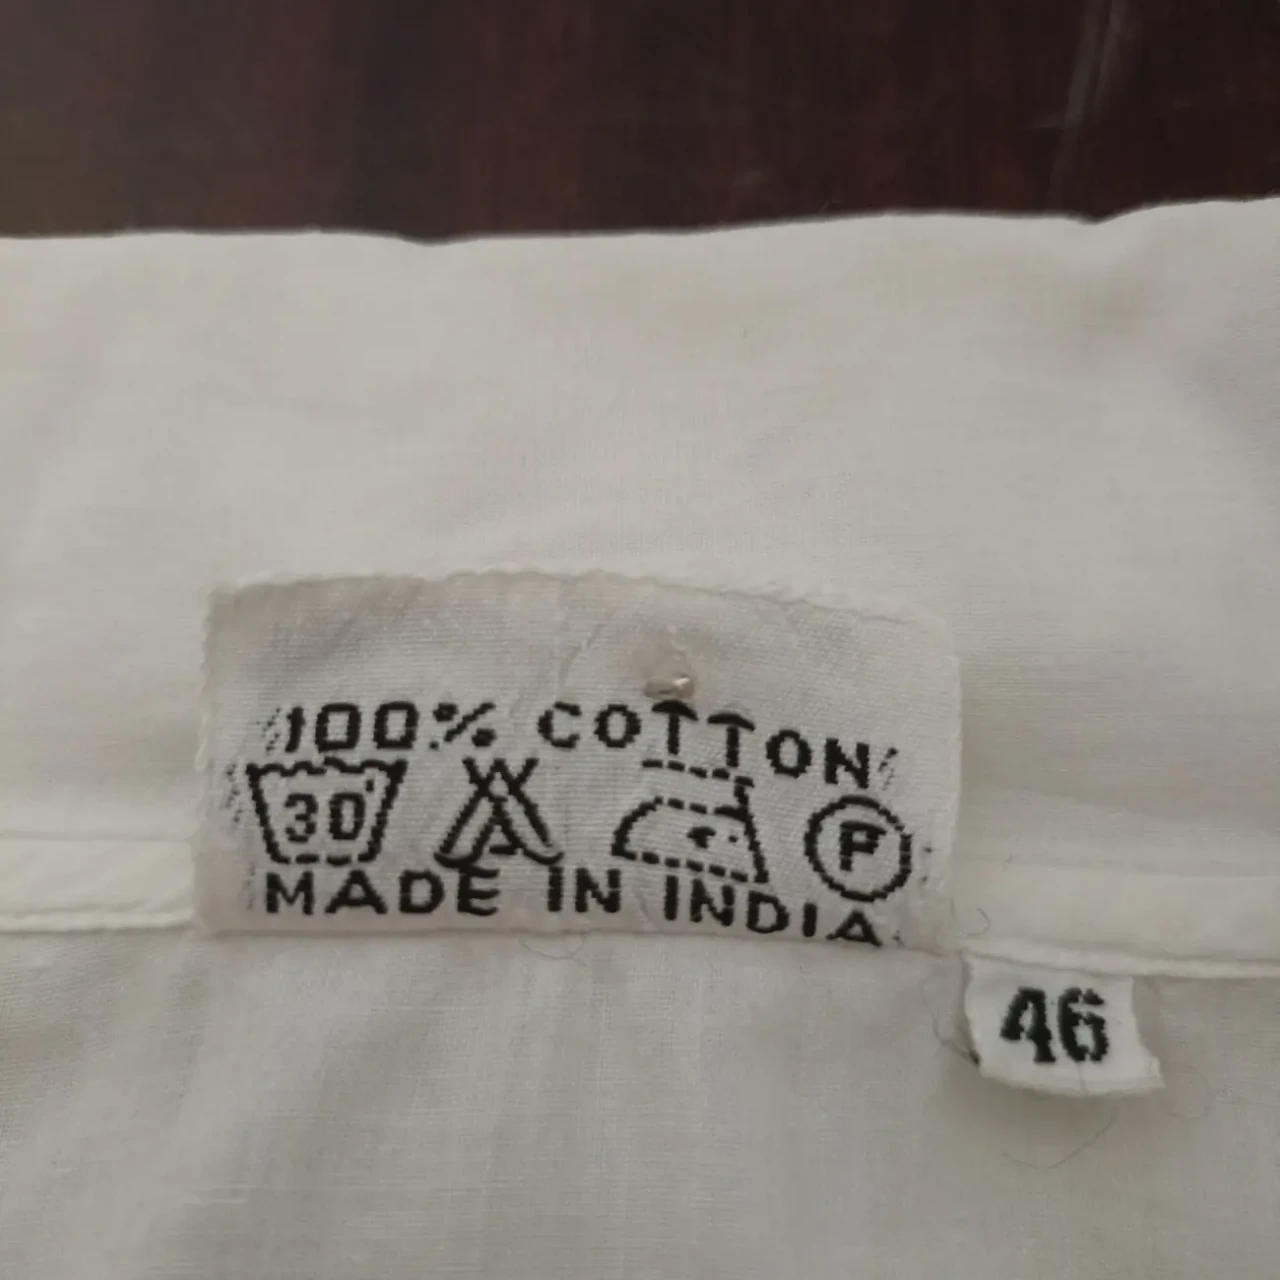 100% COTTON
30° P
MADE IN INDIA
46